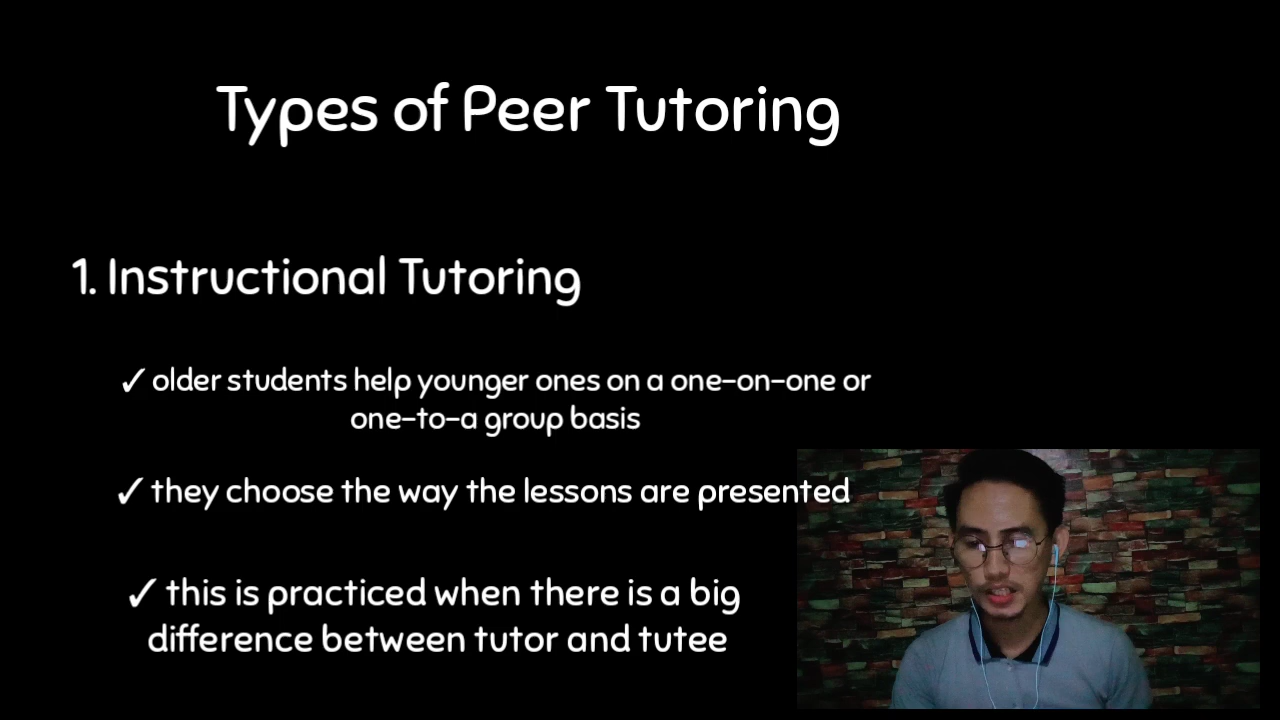 Types of Peer Tutoring
1. Instructional Tutoring
✓ older students help younger ones on a one-on-one or
one-to-a group basis
✓ they choose the way the lessons are presented
✓ this is practiced when there is a big
difference between tutor and tutee